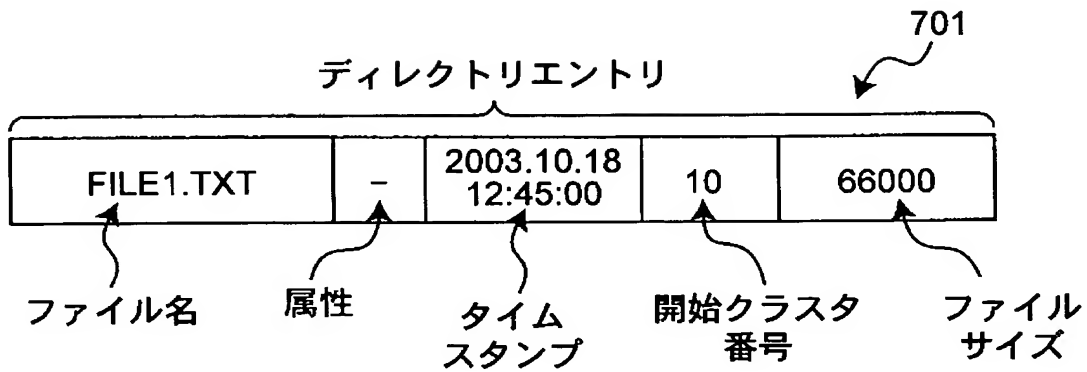 701
ディレクトリエントリ
FILE1.TXT
–
2003.10.18
12:45:00
10
66000
ファイル名
属性
タイム
スタンプ
開始クラスタ
番号
ファイル
サイズ